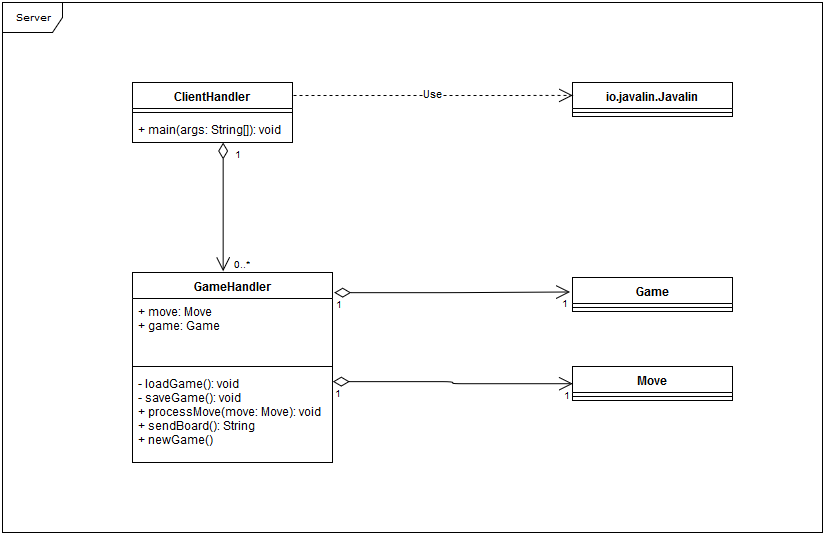 Server
ClientHandler
+ main(args: String[]): void
Use
io.javalin.Javalin
1
0..*
GameHandler
+ move: Move
+ game: Game
- loadGame(): void
- saveGame(): void
+ processMove(move: Move): void
+ sendBoard(): String
+ newGame()
1
1
Game
1
1
Move